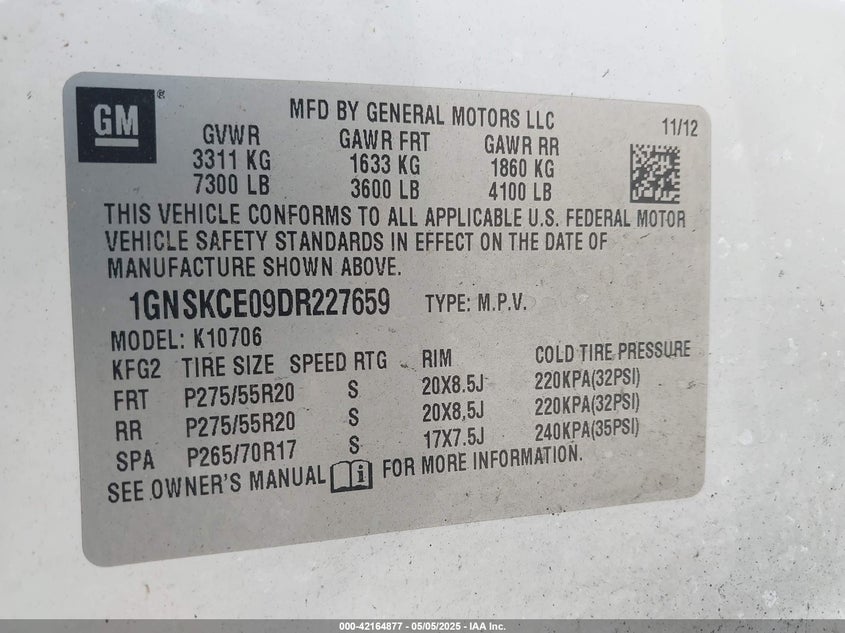 GM ®
MFD BY GENERAL MOTORS LLC
11/12
GVWR GAWR FRT GAWR RR
3311 KG 1633 KG 1860 KG
7300 LB 3600 LB 4100 LB
THIS VEHICLE CONFORMS TO ALL APPLICABLE U.S. FEDERAL MOTOR
VEHICLE SAFETY STANDARDS IN EFFECT ON THE DATE OF
MANUFACTURE SHOWN ABOVE.
1GNSKCE09DR227659 TYPE: M.P.V.
MODEL: K10706
KFG2 TIRE SIZE SPEED RTG RIM COLD TIRE PRESSURE
FRT P275/55R20 S 20X8.5J 220KPA(32PSI)
RR P275/55R20 S 20X8,5J 220KPA(32PSI)
SPA P265/70R17 S 17X7.5J 240KPA(35PSI)
SEE OWNER'S MANUAL i FOR MORE INFORMATION.
000-42164877 - 05/05/2025 - IAA Inc.